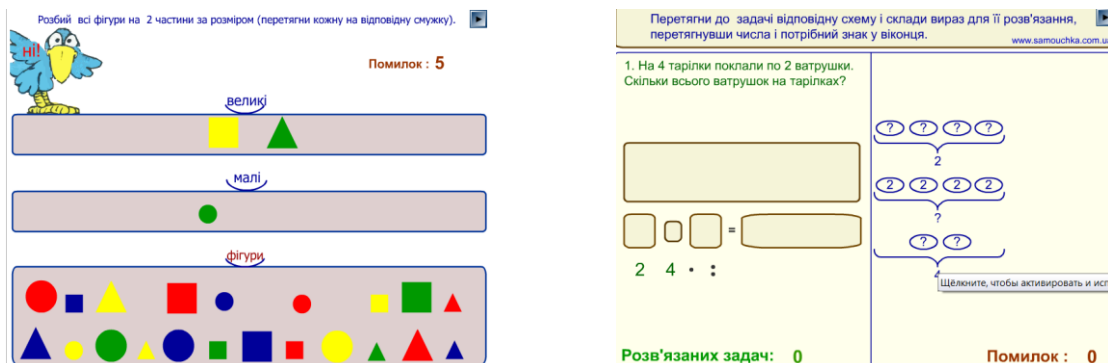 Розбий всі фігури на 2 частини за розміром (перетягни кожну на відповідну смужку).
НІ!
Помилок : 5
великі
малі
фігури
Перетягни до задачі відповідну схему і склади вираз для її розв'язання,
перетягнувши числа і потрібний знак у віконця.
www.samouchka.com.ua
1. На 4 тарілки поклали по 2 ватрушки.
Скільки всього ватрушок на тарілках?
? ? ? ?
2
2 2 2 2
?
? ?
=
2 4 · :
Щёлкните, чтобы активировать и исп
Розв'язаних задач: 0
Помилок : 0